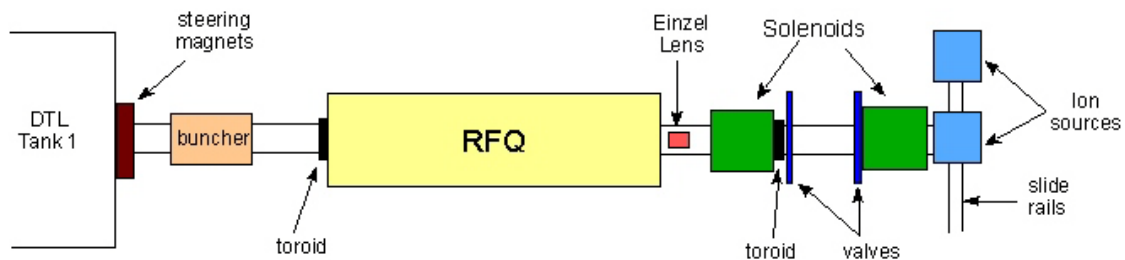 steering
magnets
Einzel
Lens
Solenoids
Ion
sources
DTL
Tank 1
buncher
RFQ
toroid
toroid
valves
slide
rails